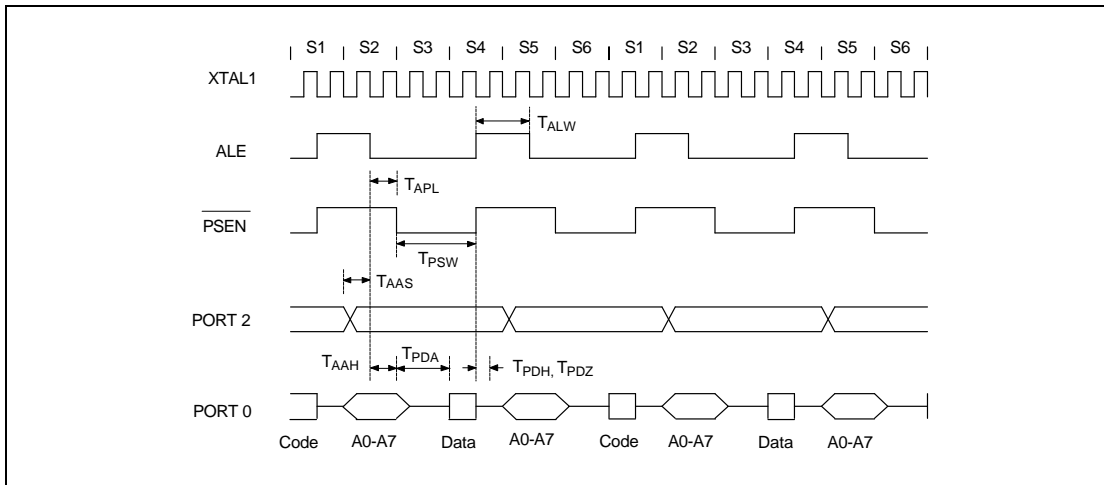 S1 S2 S3 S4 S5 S6 S1 S2 S3 S4 S5 S6
XTAL1
TALW
ALE
TAPL
PSEN
TPSW
TAAS
PORT 2
TAAH TPDA TPDH, TPDZ
PORT 0
Code A0-A7 Data A0-A7 Code A0-A7 Data A0-A7